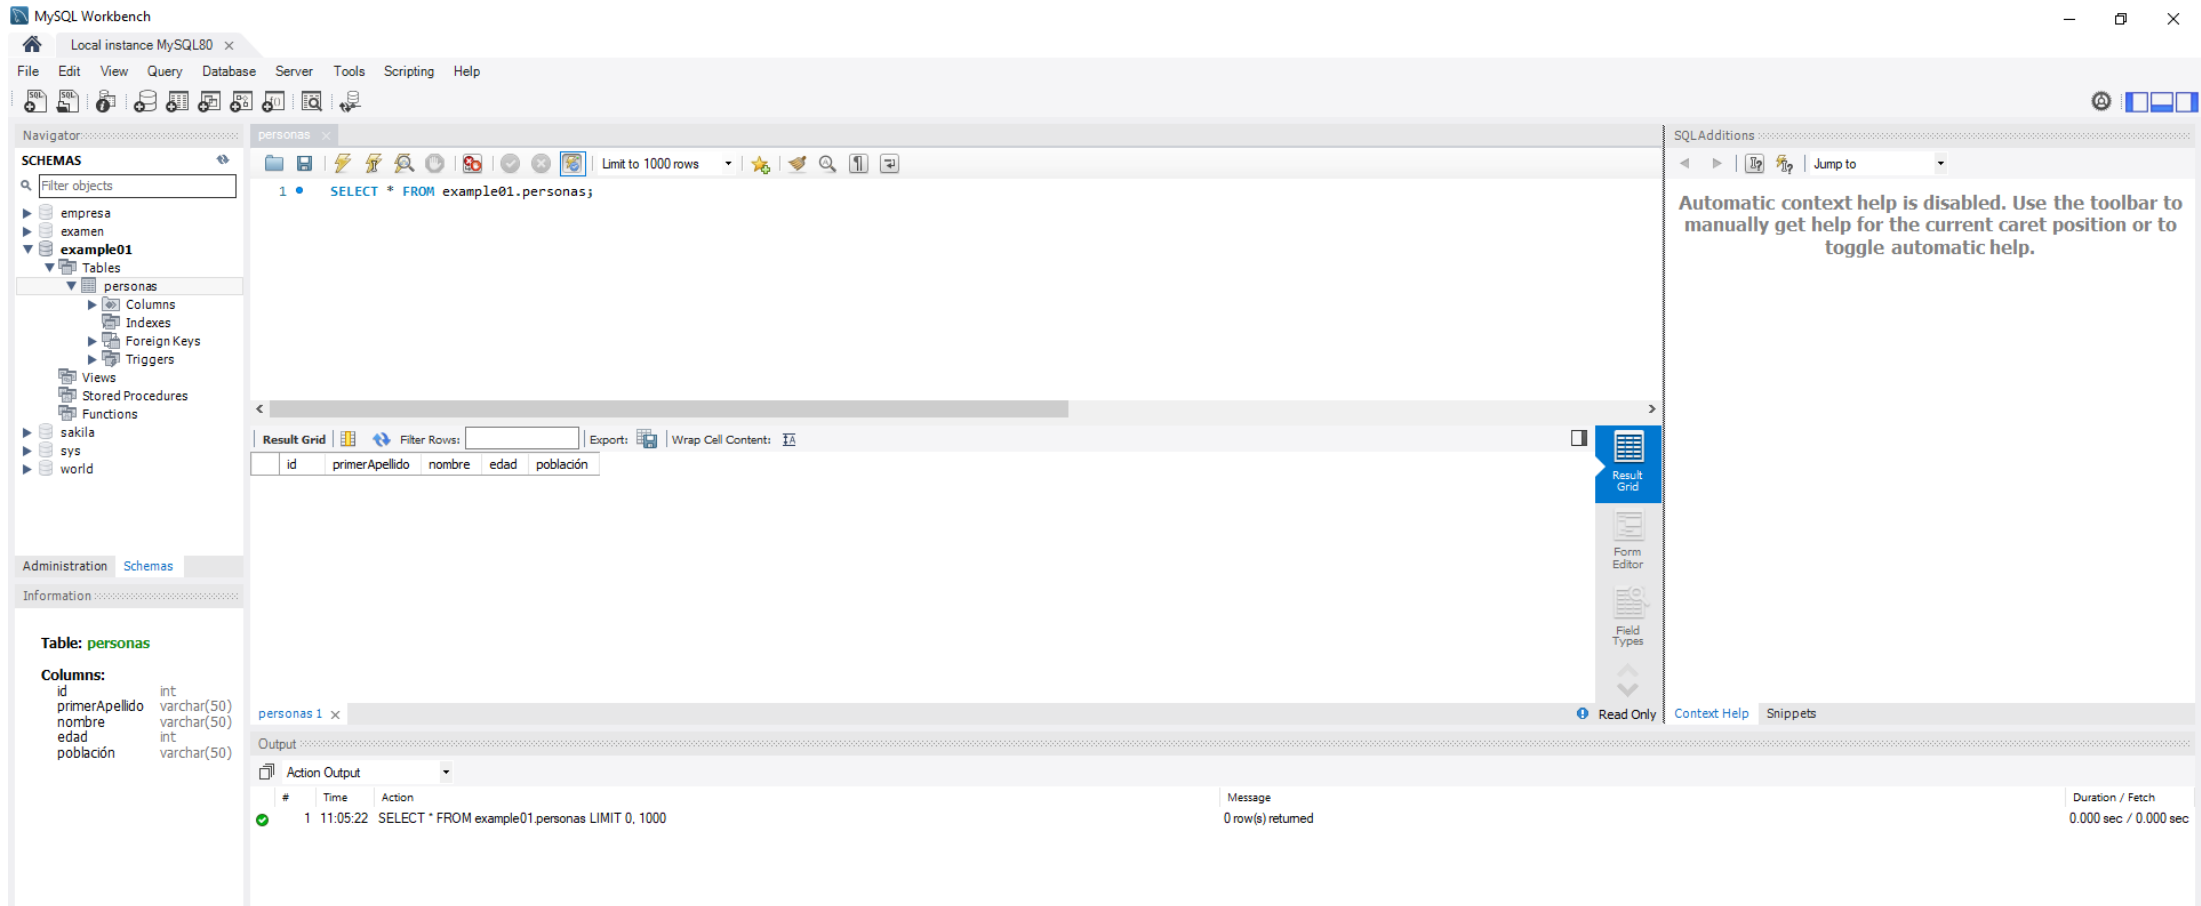 MySQL Workbench
Local instance MySQL80
File Edit View Query Database Server Tools Scripting Help
Navigator
SCHEMAS
Filter objects
empresa
examen
example01
Tables
personas
Columns
Indexes
Foreign Keys
Triggers
Views
Stored Procedures
Functions
sakila
sys
world
Administration Schemas
Information
Table: personas
Columns:
id int
primerApellido varchar(50)
nombre varchar(50)
edad int
población varchar(50)
personas
Limit to 1000 rows
1 SELECT * FROM example01.personas;
Result Grid Filter Rows: Export: Wrap Cell Content:
id primerApellido nombre edad población
Result
Grid
Form
Editor
Field
Types
personas 1 Read Only
Output
Action Output
# Time Action Message Duration / Fetch
1 11:05:22 SELECT * FROM example01.personas LIMIT 0, 1000 0 row(s) returned 0.000 sec / 0.000 sec
SQLAdditions
Jump to
Automatic context help is disabled. Use the toolbar to
manually get help for the current caret position or to
toggle automatic help.
Context Help Snippets